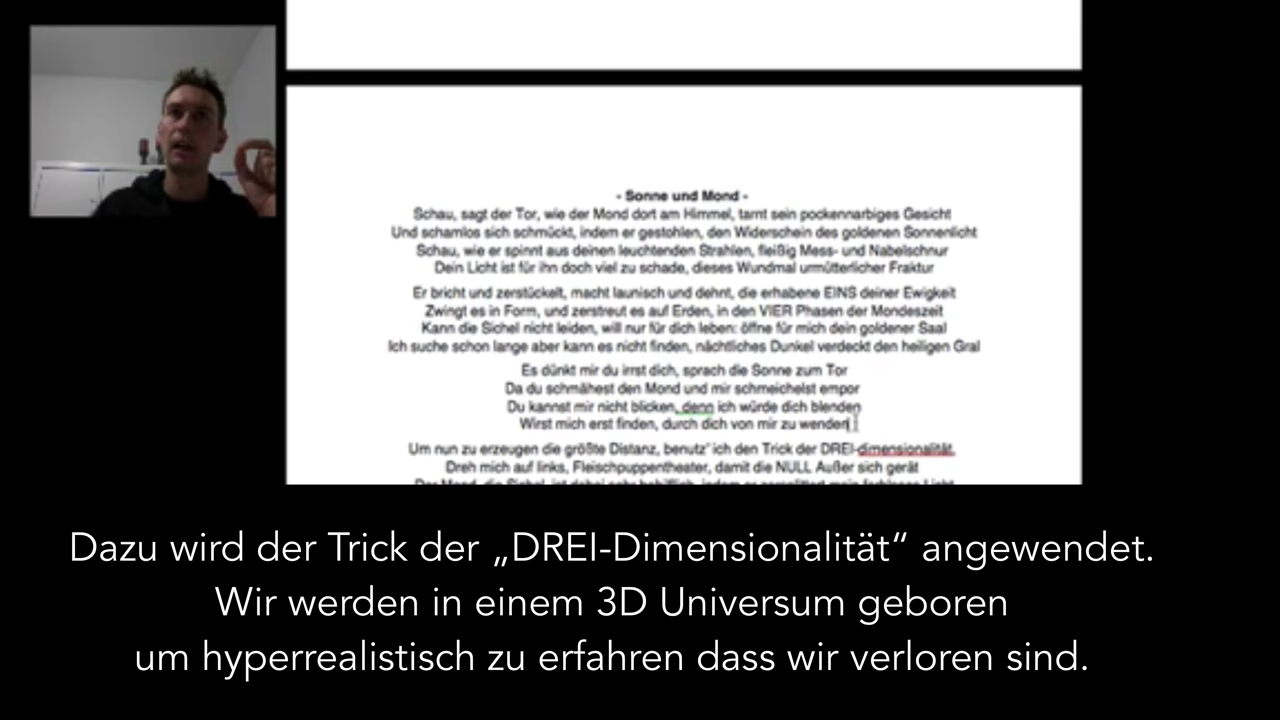 - Sonne und Mond -
Schau, sagt der Tor, wie der Mond dort am Himmel, tarnt sein pockennarbiges Gesicht
Und schamlos sich schmückt, indem er gestohlen, den Widerschein des goldenen Sonnenlicht
Schau, wie er spinnt aus deinen leuchtenden Strahlen, fleißig Mess- und Nabelschnur
Dein Licht ist für ihn doch viel zu schade, dieses Wundmal urmütterlicher Fraktur
Er bricht und zerstückelt, macht launisch und dehnt, die erhabene EINS deiner Ewigkeit
Zwingt es in Form, und zerstreut es auf Erden, in den VIER Phasen der Mondeszeit
Kann die Sichel nicht leiden, will nur für dich leben: öffne für mich dein goldener Saal
Ich suche schon lange aber kann es nicht finden, nächtliches Dunkel verdeckt den heiligen Gral
Es dünkt mir du irrst dich, sprach die Sonne zum Tor
Da du schmähest den Mond und mir schmeichelst empor
Du kannst mir nicht blicken, denn ich würde dich blenden
Wirst mich erst finden, durch dich von mir zu wenden
Um nun zu erzeugen die größte Distanz, benutz' ich den Trick der DREI-dimensionalität,
Dreh mich auf links, Fleischpuppentheater, damit die NULL Außer sich gerät
Dazu wird der Trick der „DREI-Dimensionalität“ angewendet.
Wir werden in einem 3D Universum geboren
um hyperrealistisch zu erfahren dass wir verloren sind.